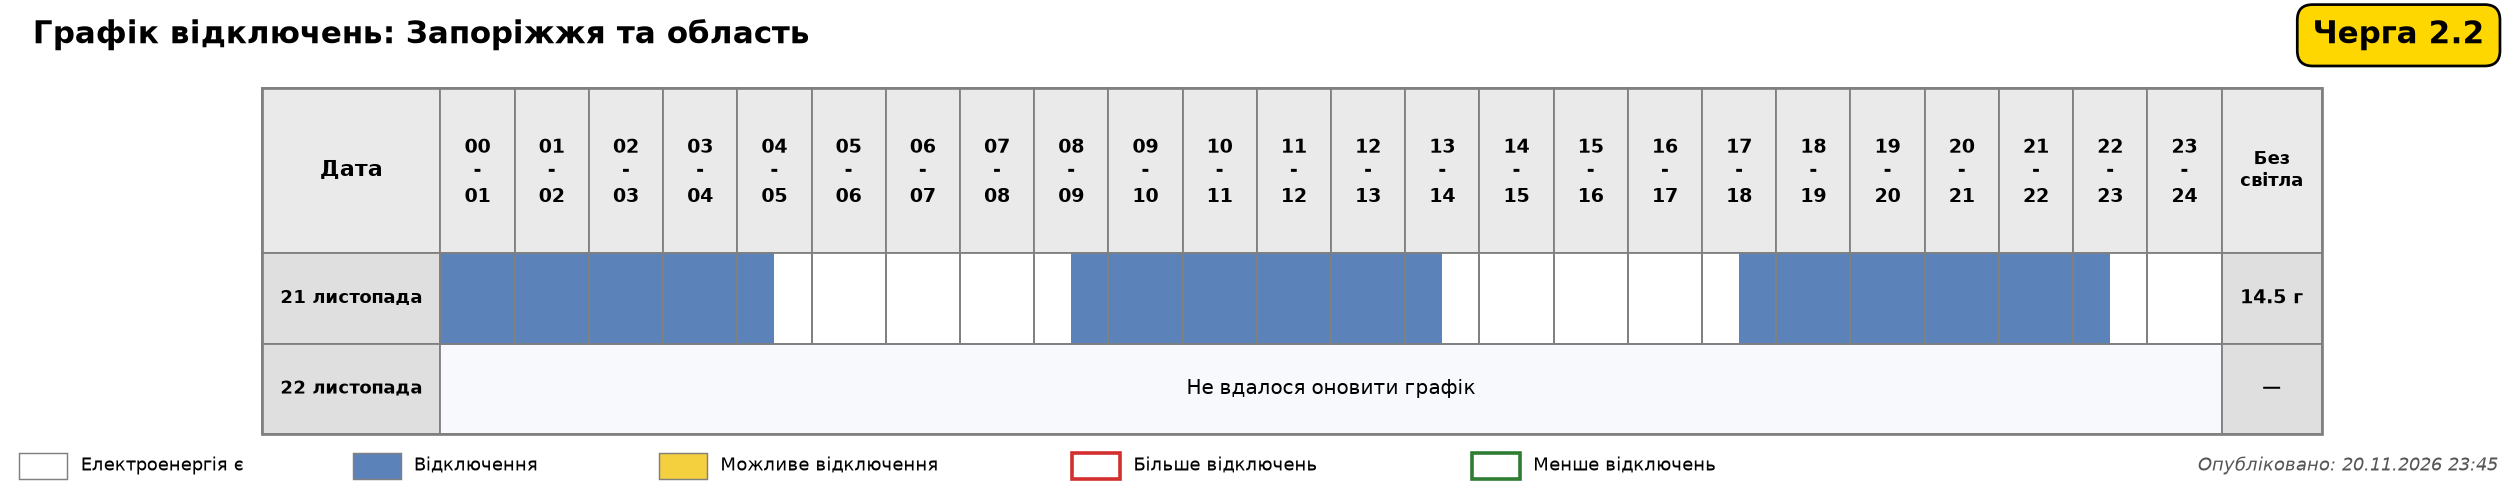 Графік відключень: Запоріжжя та область
Черга 2.2
Дата
00 - 01
01 - 02
02 - 03
03 - 04
04 - 05
05 - 06
06 - 07
07 - 08
08 - 09
09 - 10
10 - 11
11 - 12
12 - 13
13 - 14
14 - 15
15 - 16
16 - 17
17 - 18
18 - 19
19 - 20
20 - 21
21 - 22
22 - 23
23 - 24
Без
світла
21 листопада
14.5 г
22 листопада
Не вдалося оновити графік
—
Електроенергія є
Відключення
Можливе відключення
Більше відключень
Менше відключень
Опубліковано: 20.11.2026 23:45